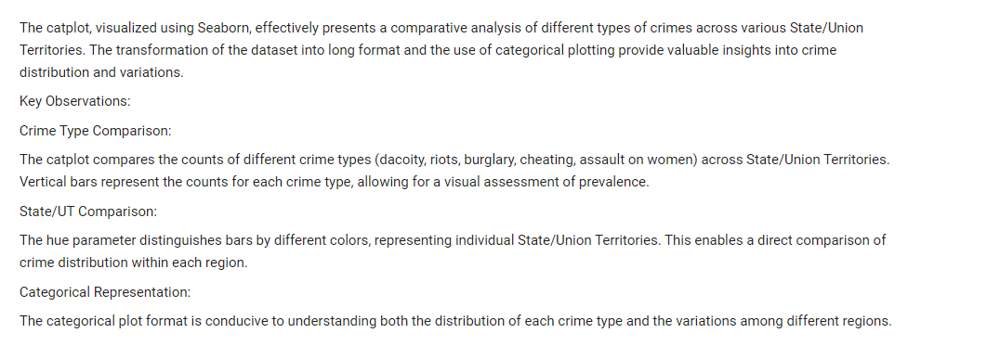 The catplot, visualized using Seaborn, effectively presents a comparative analysis of different types of crimes across various State/Union
Territories. The transformation of the dataset into long format and the use of categorical plotting provide valuable insights into crime
distribution and variations.
Key Observations:
Crime Type Comparison:
The catplot compares the counts of different crime types (dacoity, riots, burglary, cheating, assault on women) across State/Union Territories.
Vertical bars represent the counts for each crime type, allowing for a visual assessment of prevalence.
State/UT Comparison:
The hue parameter distinguishes bars by different colors, representing individual State/Union Territories. This enables a direct comparison of
crime distribution within each region.
Categorical Representation:
The categorical plot format is conducive to understanding both the distribution of each crime type and the variations among different regions.